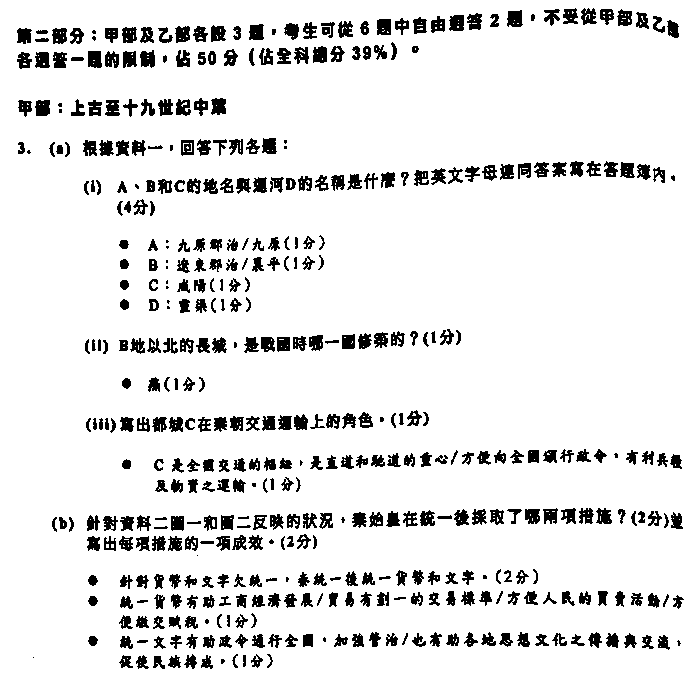 第二部分：甲部及乙部各設 3 題，考生可從 6 題中自由選答 2 題，不受從甲部及乙部
各選答一題的限制，佔 50 分（佔全科總分 39%）。
甲部：上古至十九世紀中葉
3. (a) 根據資料一，回答下列各題：
(i) A、B和C的地名與運河D的名稱是什麼？把英文字母連同答案寫在答題簿內。
(4分)
● A：九原郡治/九原(1分)
● B：遼東郡治/襄平(1分)
● C：咸陽(1分)
● D：靈渠(1分)
(ii) B地以北的長城，是戰國時哪一國修築的？(1分)
● 燕(1分)
(iii) 寫出都城C在秦朝交通運輸上的角色。(1分)
● C 是全國交通的樞紐，是直道和馳道的重心/方便向全國頒行政令，有利兵員
及物資之運輸。(1分)
(b) 針對資料二圖一和圖二反映的狀況，秦始皇在統一後採取了哪兩項措施？(2分)並
寫出每項措施的一項成效。(2分)
● 針對貨幣和文字欠統一，秦統一後統一貨幣和文字。(2分)
● 統一貨幣有助工商經濟發展/貿易有劃一的交易標準/方便人民的買賣活動/方
便繳交賦稅。(1分)
● 統一文字有助政令通行全國，加強管治/也有助各地思想文化之傳播與交流，
促使民族摶成。(1分)